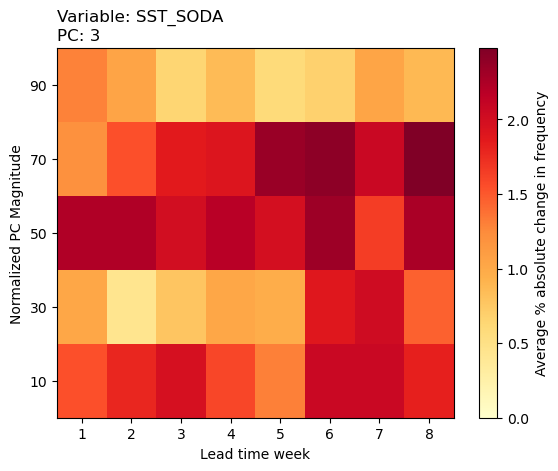 Variable: SST_SODA
PC: 3
Normalized PC Magnitude
90
70
50
30
10
1 2 3 4 5 6 7 8
Lead time week
2.0
1.5
1.0
0.5
0.0
Average % absolute change in frequency